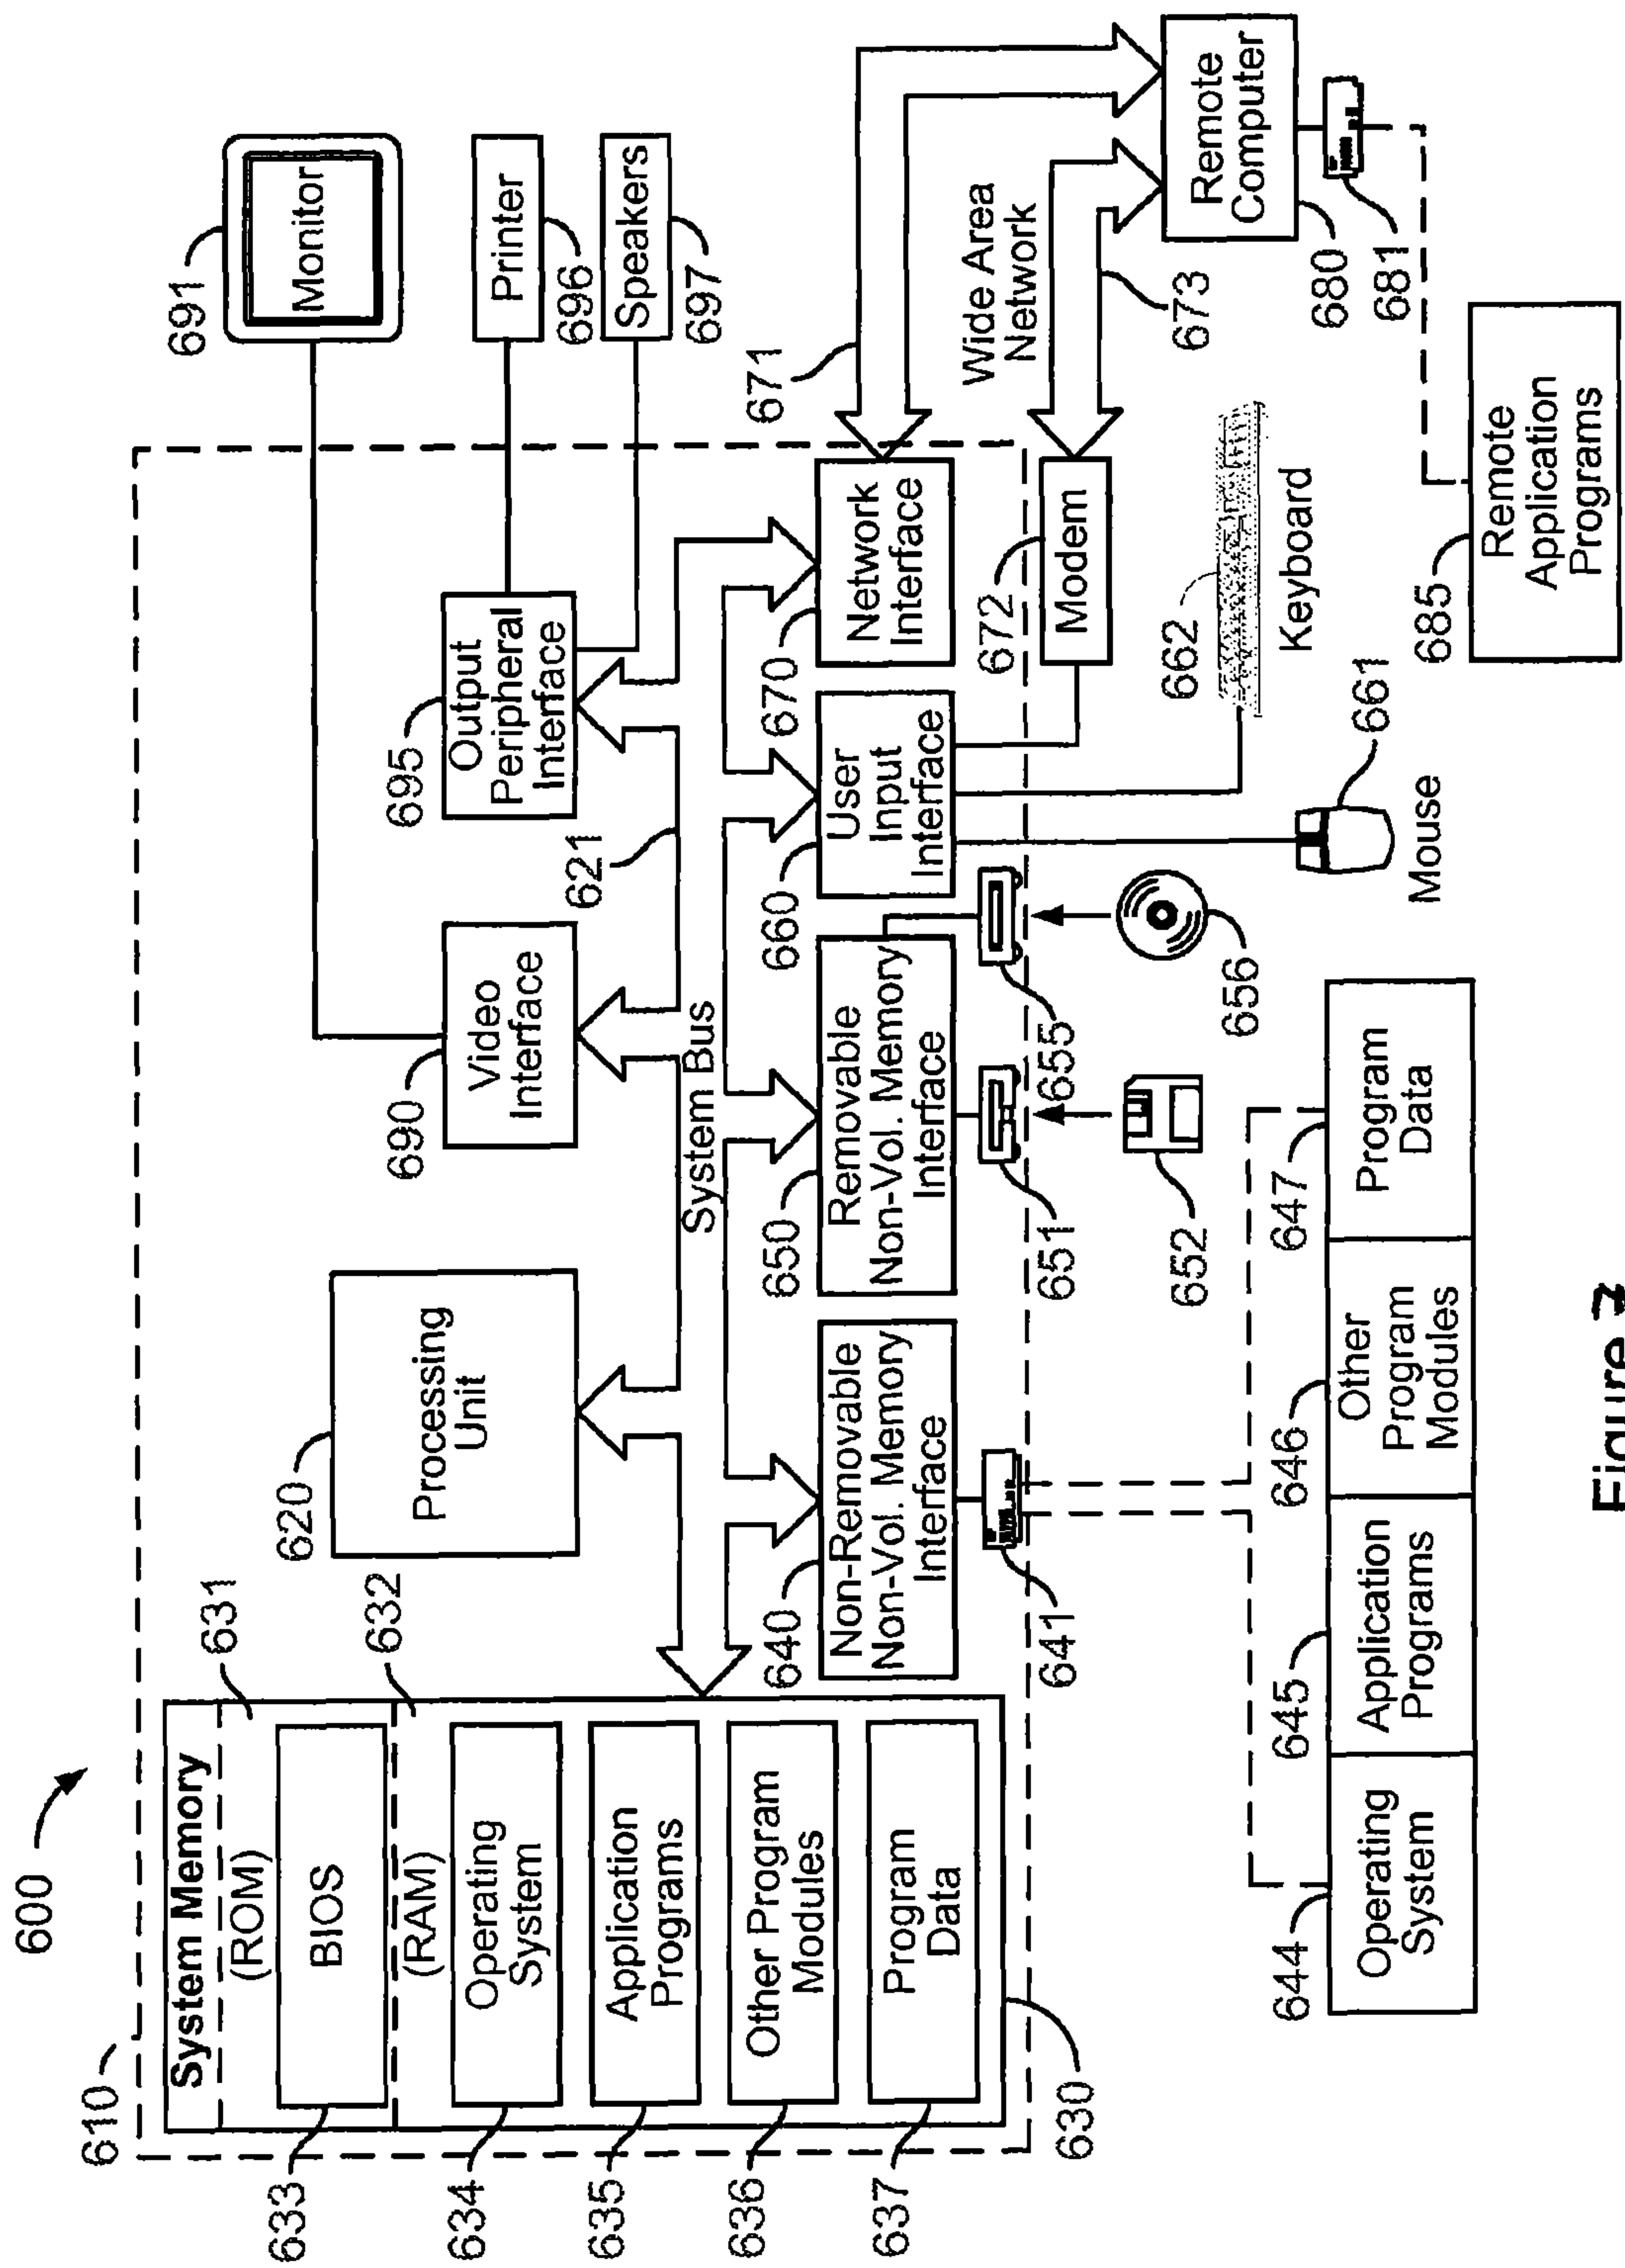 600
610
System Memory
(ROM)
631
BIOS
633
(RAM)
632
Operating
System
634
Application
Programs
635
Other Program
Modules
636
Program
Data
637
630
620
Processing
Unit
690
Video
Interface
695
Output
Peripheral
Interface
691
Monitor
Printer
696
Speakers
697
System Bus
621
640
Non-Removable
Non-Vol. Memory
Interface
641
650
Removable
Non-Vol. Memory
Interface
651
655
652
656
660
User
Input
Interface
670
Network
Interface
672
Modem
671
Wide Area
Network
673
Remote
Computer
680
681
662
Keyboard
661
Mouse
685
Remote
Application
Programs
644
Operating
System
645
Application
Programs
646
Other
Program
Modules
647
Program
Data
Figure 7